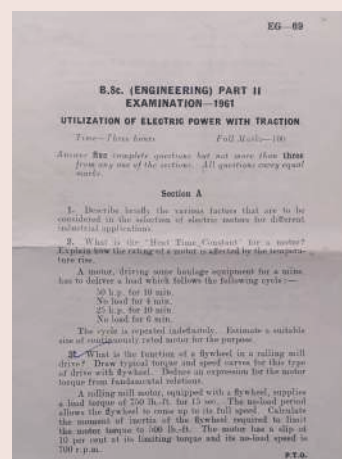 EG—69
B.Sc. (ENGINEERING) PART II
EXAMINATION—1961
UTILIZATION OF ELECTRIC POWER WITH TRACTION
Time—Three hours Full Marks—100
Answer five complete questions but not more than three
from any one of the sections. All questions carry equal
marks.
Section A
1. Describe briefly the various factors that are to be
considered in the selection of electric motors for different
industrial applications.
2. What is the 'Heat Time Constant' for a motor?
Explain how the rating of a motor is affected by the tempera-
ture rise.
A motor, driving some haulage equipment for a mine
has to deliver a load which follows the following cycle :—
50 h.p. for 10 min.
No load for 4 min.
25 h.p. for 10 min.
No load for 6 min.
The cycle is repeated indefinitely. Estimate a suitable
size of continuously rated motor for the purpose.
3. What is the function of a flywheel in a rolling mill
drive? Draw typical torque and speed curves for this type
of drive with flywheel. Deduce an expression for the motor
torque from fundamental relations.
A rolling mill motor, equipped with a flywheel, supplies
a load torque of 750 lb.-ft. for 15 sec. The no-load period
allows the flywheel to come up to its full speed. Calculate
the moment of inertia of the flywheel required to limit
the motor torque to 500 lb.-ft. The motor has a slip of
10 per cent at its limiting torque and its no-load speed is
700 r.p.m.
P.T.O.